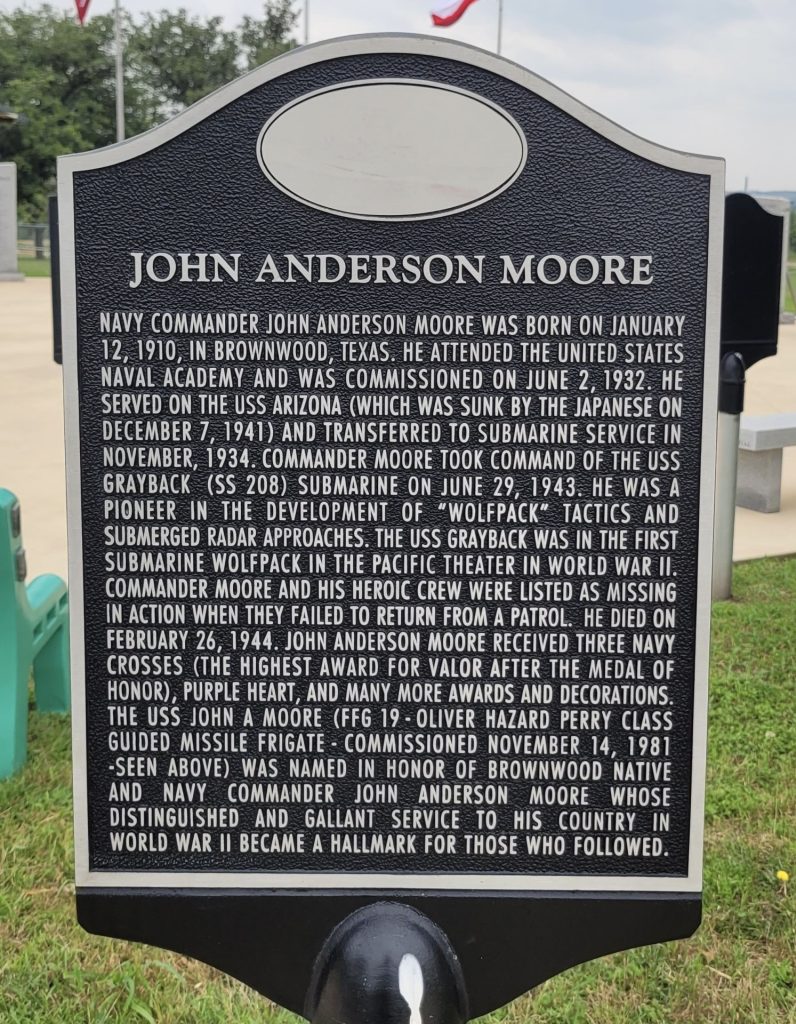 JOHN ANDERSON MOORE
NAVY COMMANDER JOHN ANDERSON MOORE WAS BORN ON JANUARY
12, 1910, IN BROWNWOOD, TEXAS. HE ATTENDED THE UNITED STATES
NAVAL ACADEMY AND WAS COMMISSIONED ON JUNE 2, 1932. HE
SERVED ON THE USS ARIZONA (WHICH WAS SUNK BY THE JAPANESE ON
DECEMBER 7, 1941) AND TRANSFERRED TO SUBMARINE SERVICE IN
NOVEMBER, 1934. COMMANDER MOORE TOOK COMMAND OF THE USS
GRAYBACK (SS 208) SUBMARINE ON JUNE 29, 1943. HE WAS A
PIONEER IN THE DEVELOPMENT OF "WOLFPACK" TACTICS AND
SUBMERGED RADAR APPROACHES. THE USS GRAYBACK WAS IN THE FIRST
SUBMARINE WOLFPACK IN THE PACIFIC THEATER IN WORLD WAR II.
COMMANDER MOORE AND HIS HEROIC CREW WERE LISTED AS MISSING
IN ACTION WHEN THEY FAILED TO RETURN FROM A PATROL. HE DIED ON
FEBRUARY 26, 1944. JOHN ANDERSON MOORE RECEIVED THREE NAVY
CROSSES (THE HIGHEST AWARD FOR VALOR AFTER THE MEDAL OF
HONOR), PURPLE HEART, AND MANY MORE AWARDS AND DECORATIONS.
THE USS JOHN A MOORE (FFG 19 - OLIVER HAZARD PERRY CLASS
GUIDED MISSILE FRIGATE - COMMISSIONED NOVEMBER 14, 1981
-SEEN ABOVE) WAS NAMED IN HONOR OF BROWNWOOD NATIVE
AND NAVY COMMANDER JOHN ANDERSON MOORE WHOSE
DISTINGUISHED AND GALLANT SERVICE TO HIS COUNTRY IN
WORLD WAR II BECAME A HALLMARK FOR THOSE WHO FOLLOWED.